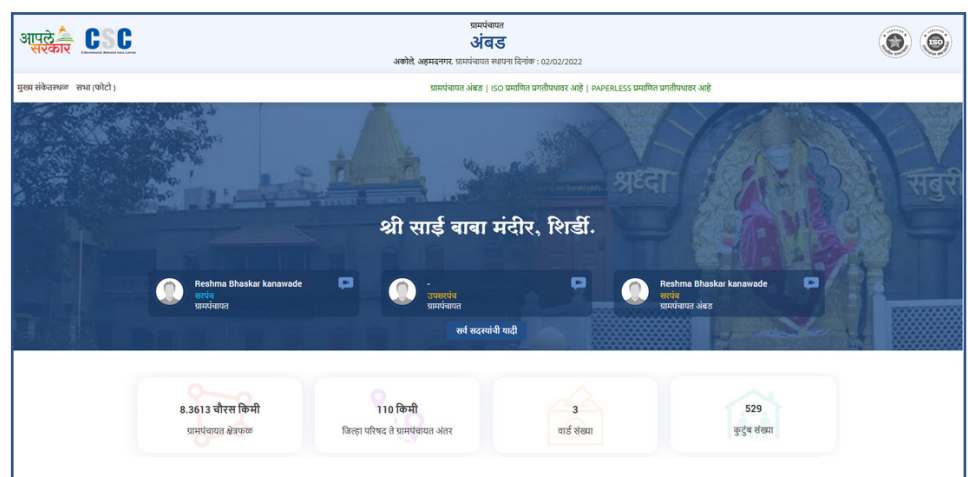 आपले
सरकार
CSC
ग्रामपंचायत
अंबड
अकोले, अहमदनगर, ग्रामपंचायत स्थापना दिनांक : 02/02/2022
ISO
मुख्य संकेतस्थळ सभा (फोटो )
ग्रामपंचायत अंबड | ISO प्रमाणित प्रगतीपथावर आहे | PAPERLESS प्रमाणित प्रगतीपथावर आहे
श्रद्दा
सबुरी
श्री साई बाबा मंदीर, शिर्डी.
Reshma Bhaskar kanawade
सरपंच
ग्रामपंचायत
-
उपसरपंच
ग्रामपंचायत
Reshma Bhaskar kanawade
सरपंच
ग्रामपंचायत अंबड
सर्व सदस्यांची यादी
8.3613 चौरस किमी
ग्रामपंचायत क्षेत्रफळ
110 किमी
जिल्हा परिषद ते ग्रामपंचायत अंतर
3
वार्ड संख्या
529
कुटुंब संख्या